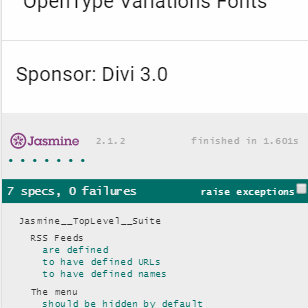 OpenType Variations Fonts
Sponsor: Divi 3.0
Jasmine 2.1.2 finished in 1.601s
• • • • • • •
7 specs, 0 failures raise exceptions
Jasmine__TopLevel__Suite
RSS Feeds
are defined
to have defined URLs
to have defined names
The menu
should be hidden by default